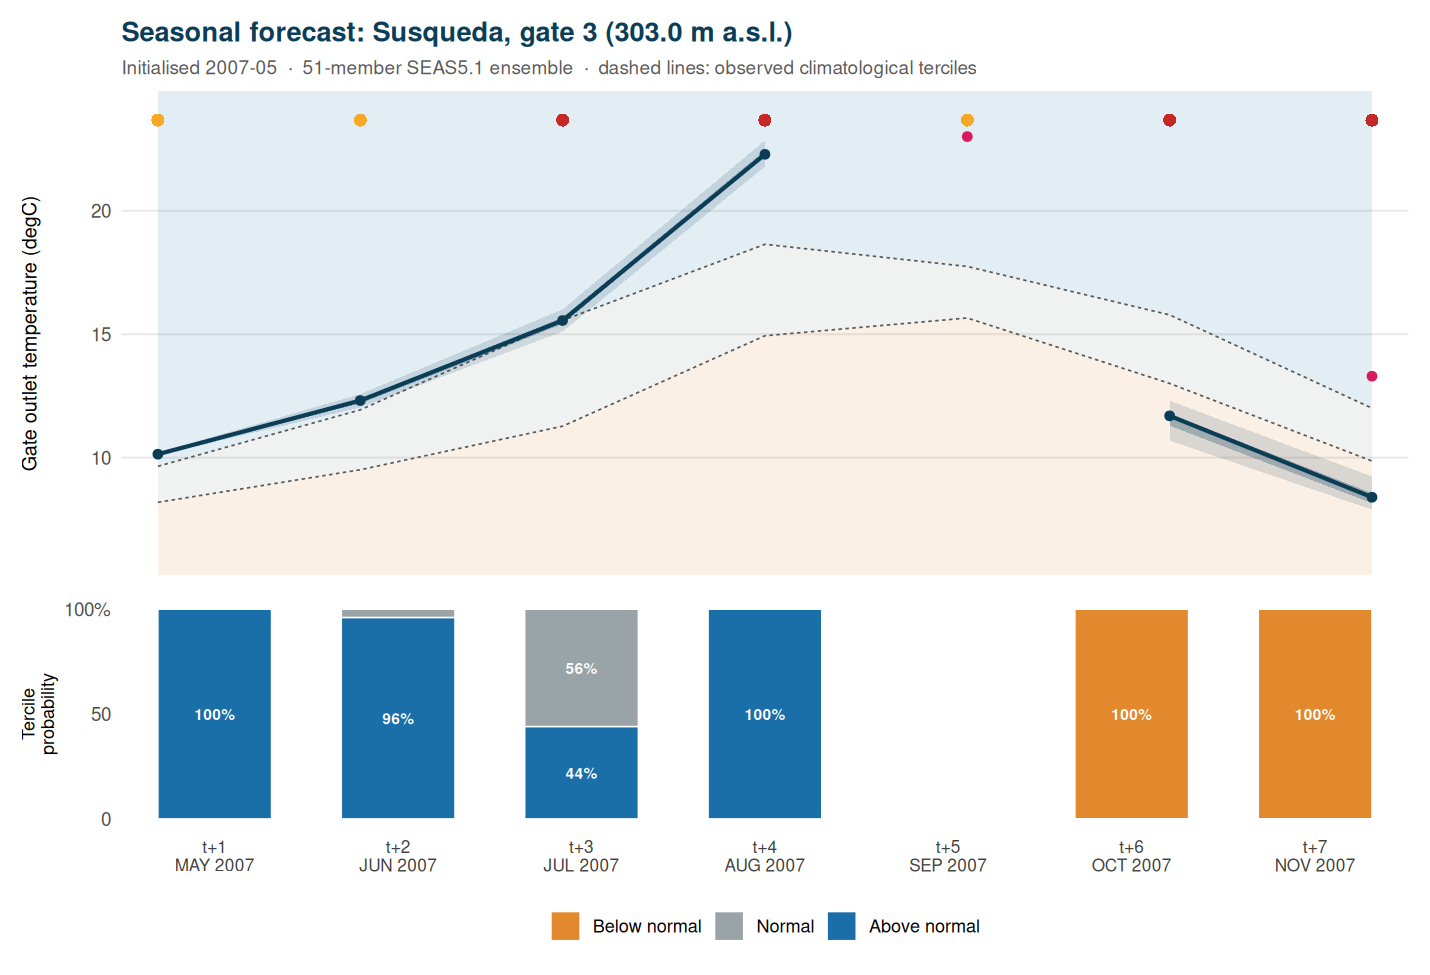 Seasonal forecast: Susqueda, gate 3 (303.0 m a.s.l.)
Initialised 2007-05 · 51-member SEAS5.1 ensemble · dashed lines: observed climatological terciles
Gate outlet temperature (degC)
20
15
10
Tercile
probability
100%
50
0
100%
96%
56%
44%
100%
100%
100%
t+1
MAY 2007
t+2
JUN 2007
t+3
JUL 2007
t+4
AUG 2007
t+5
SEP 2007
t+6
OCT 2007
t+7
NOV 2007
Below normal
Normal
Above normal